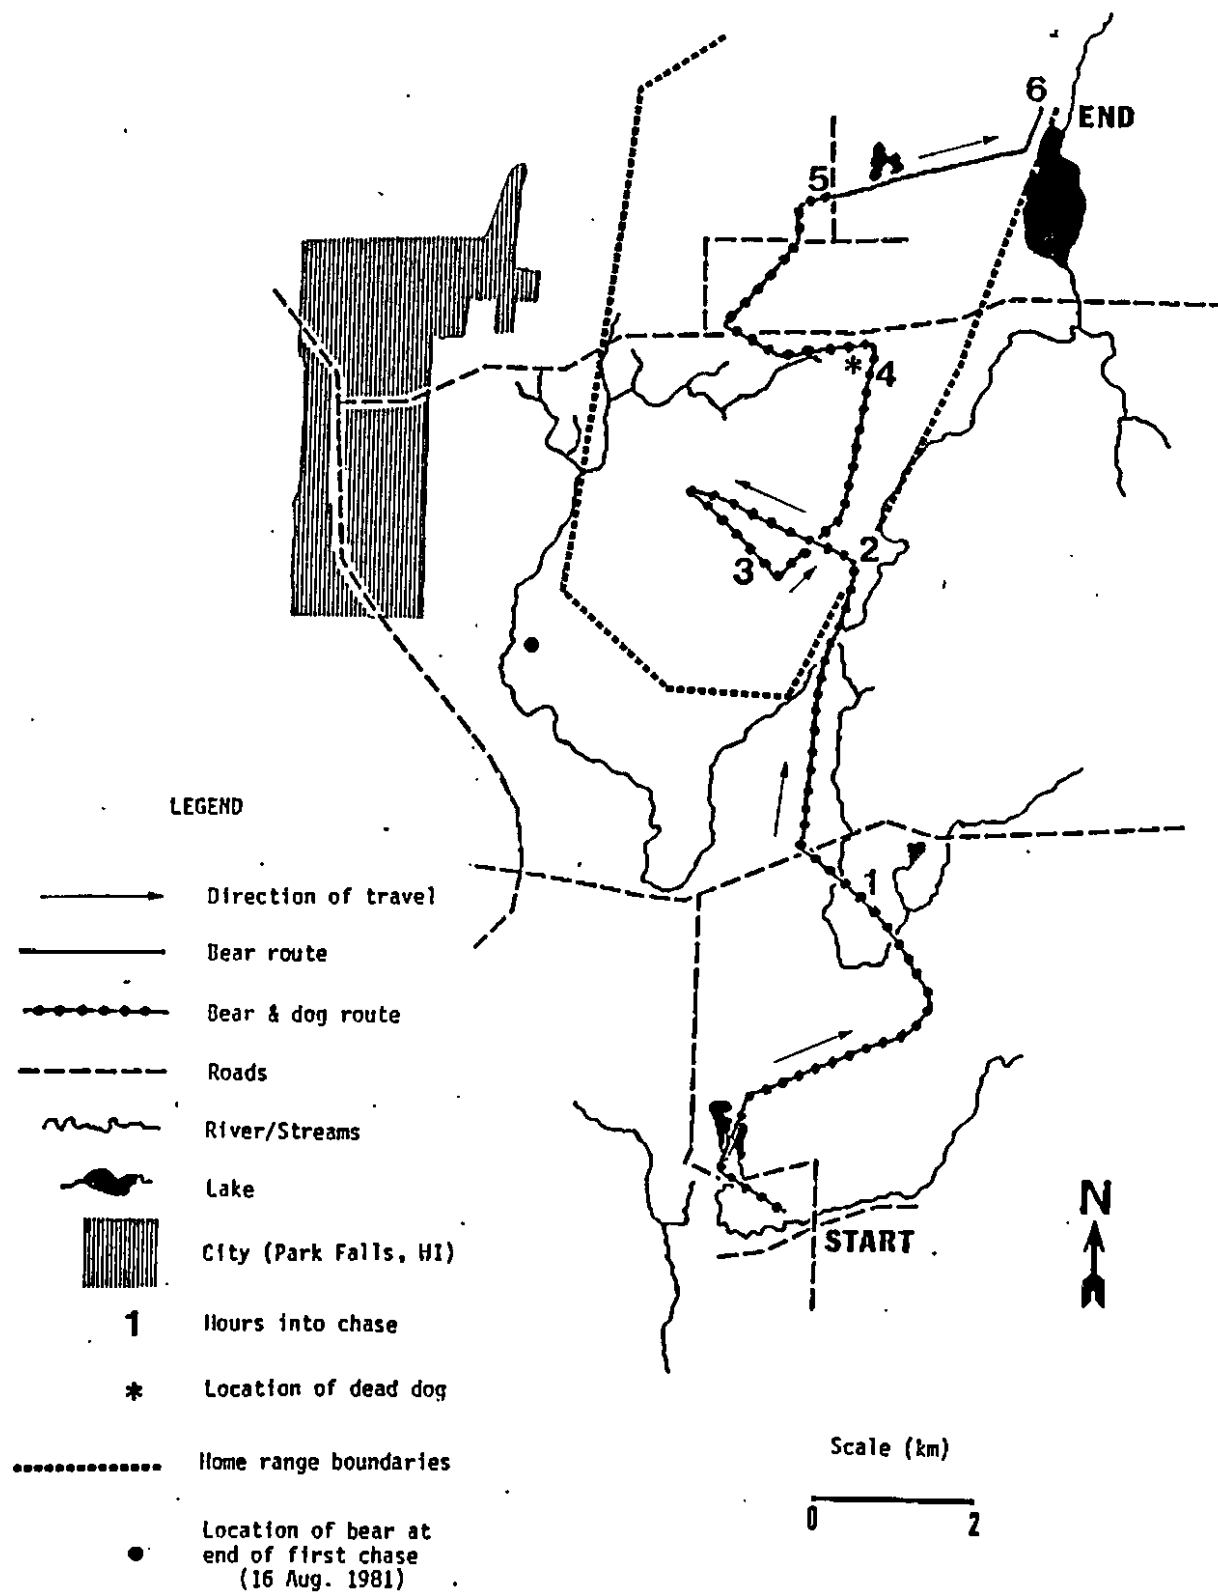 6
END
5
4
2
3
LEGEND
1
Direction of travel
Bear route
Bear & dog route
Roads
River/Streams
Lake
START
N
City (Park Falls, WI)
1 Hours into chase
* Location of dead dog
Scale (km)
Home range boundaries
0 2
Location of bear at
end of first chase
(16 Aug. 1981)